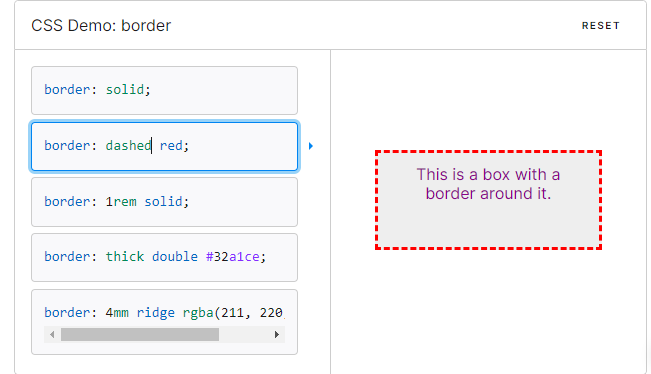 CSS Demo: border
RESET
border: solid;
border: dashed red;
border: 1rem solid;
border: thick double #32a1ce;
border: 4mm ridge rgba(211, 220,
This is a box with a
border around it.